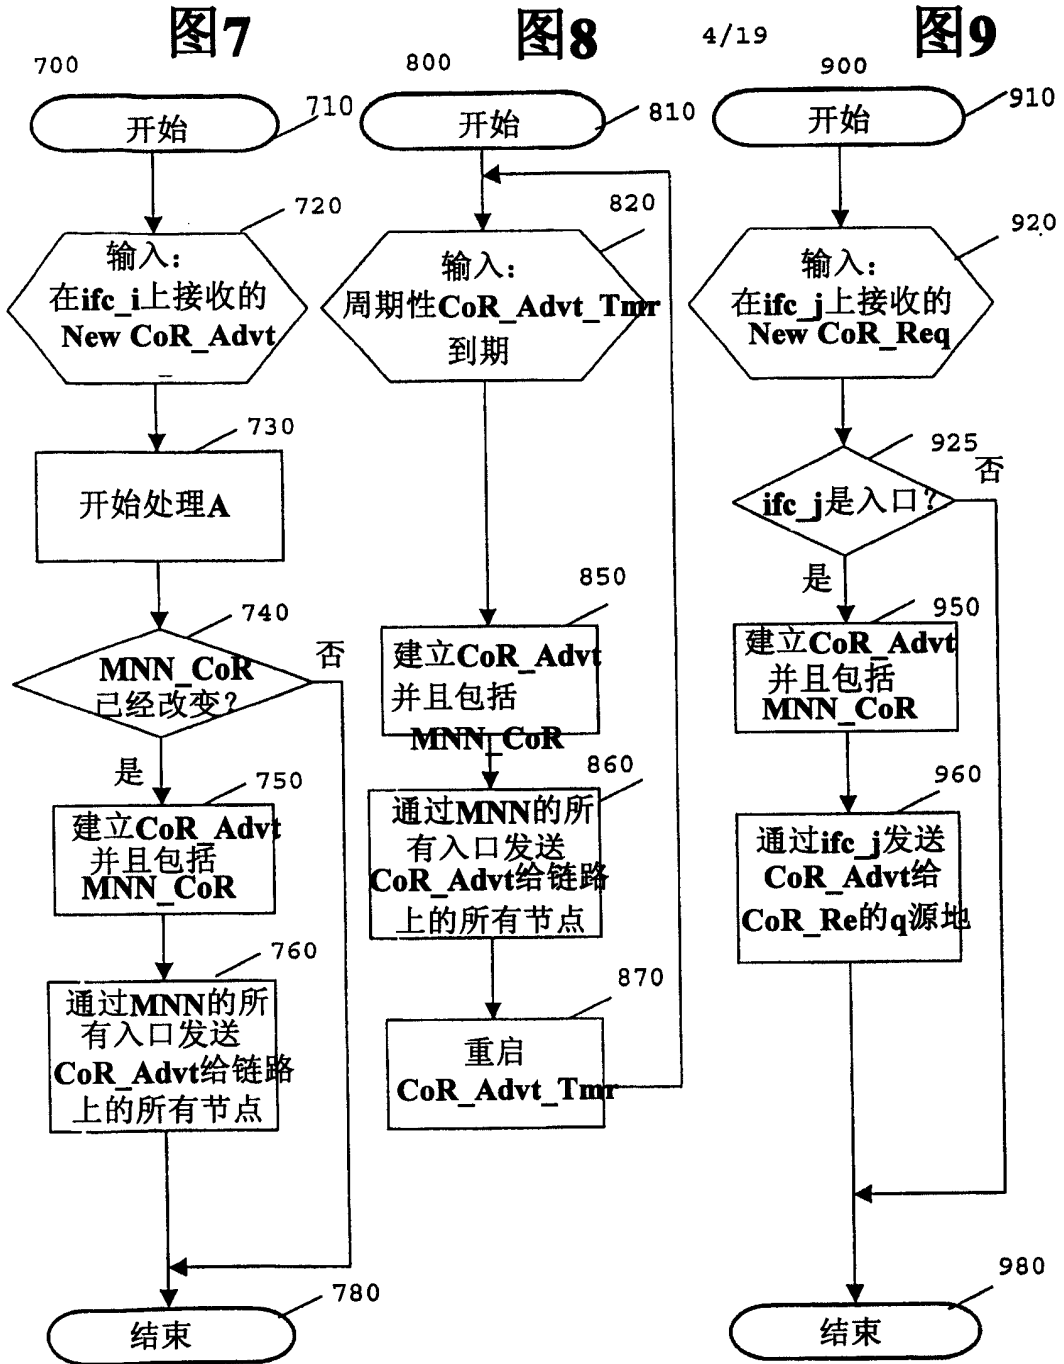 图7
700
开始
710
输入：
720
在ifc_i上接收的
New CoR_Advt
730
开始处理A
740
MNN_CoR
已经改变？
否
是
750
建立CoR_Advt
并且包括
MNN_CoR
760
通过MNN的所
有入口发送
CoR_Advt给链路
上的所有节点
780
结束
图8
800
开始
810
820
输入：
周期性CoR_Advt_Tmr
到期
850
建立CoR_Advt
并且包括
MNN_CoR
860
通过MNN的所
有入口发送
CoR_Advt给链路
上的所有节点
870
重启
CoR_Advt_Tmr
4/19
图9
900
开始
910
920
输入：
在ifc_j上接收的
New CoR_Req
925
ifc_j是入口？
否
是
950
建立CoR_Advt
并且包括
MNN_CoR
960
通过ifc_j发送
CoR_Advt给
CoR_Re的q源地
980
结束